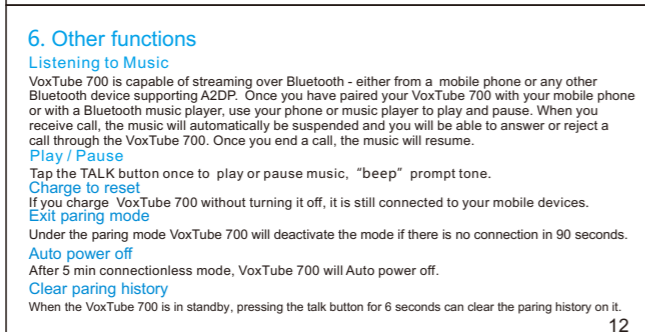 6. Other functions
Listening to Music
VoxTube 700 is capable of streaming over Bluetooth - either from a mobile phone or any other
Bluetooth device supporting A2DP. Once you have paired your VoxTube 700 with your mobile phone
or with a Bluetooth music player, use your phone or music player to play and pause. When you
receive call, the music will automatically be suspended and you will be able to answer or reject a
call through the VoxTube 700. Once you end a call, the music will resume.
Play / Pause
Tap the TALK button once to play or pause music, “beep” prompt tone.
Charge to reset
If you charge VoxTube 700 without turning it off, it is still connected to your mobile devices.
Exit paring mode
Under the paring mode VoxTube 700 will deactivate the mode if there is no connection in 90 seconds.
Auto power off
After 5 min connectionless mode, VoxTube 700 will Auto power off.
Clear paring history
When the VoxTube 700 is in standby, pressing the talk button for 6 seconds can clear the paring history on it.
12